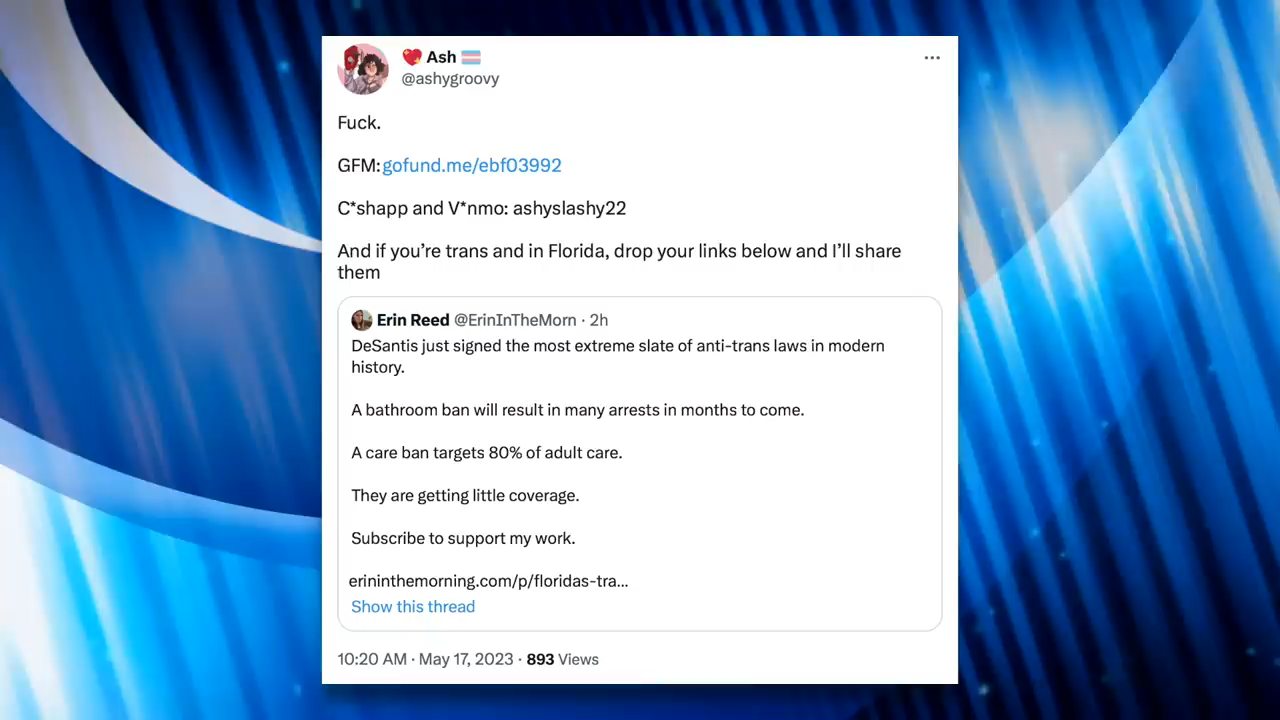 💖 Ash 🏳️‍⚧️
@ashygroovy
Fuck.
GFM: gofund.me/ebf03992
C*shapp and V*nmo: ashyslashy22
And if you’re trans and in Florida, drop your links below and I’ll share
them
Erin Reed @ErinInTheMorn · 2h
DeSantis just signed the most extreme slate of anti-trans laws in modern
history.
A bathroom ban will result in many arrests in months to come.
A care ban targets 80% of adult care.
They are getting little coverage.
Subscribe to support my work.
erininthemorning.com/p/floridas-tra...
Show this thread
10:20 AM · May 17, 2023 · 893 Views